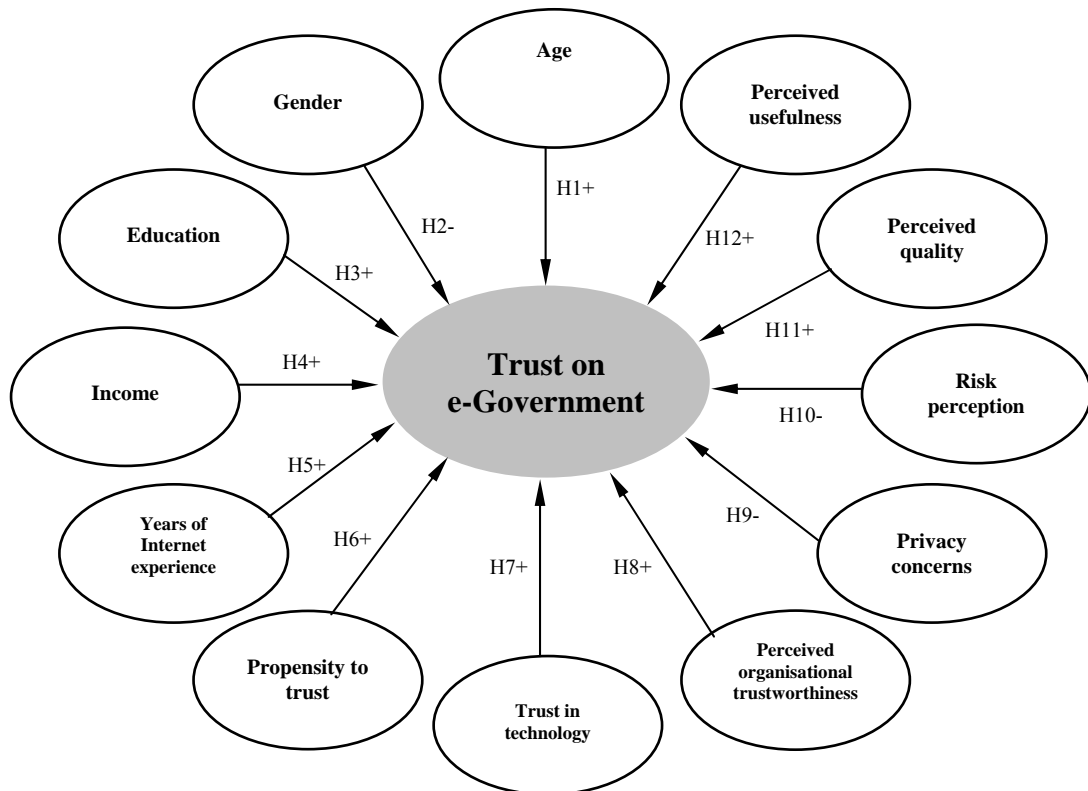 Age
Gender
Perceived
usefulness
H1+
H2-
H12+
Education
Perceived
quality
H3+
H11+
Trust on
e-Government
Income
H4+
Risk
perception
H10-
H5+
Years of
Internet
experience
H6+
H7+
H8+
H9-
Privacy
concerns
Propensity to
trust
Trust in
technology
Perceived
organisational
trustworthiness